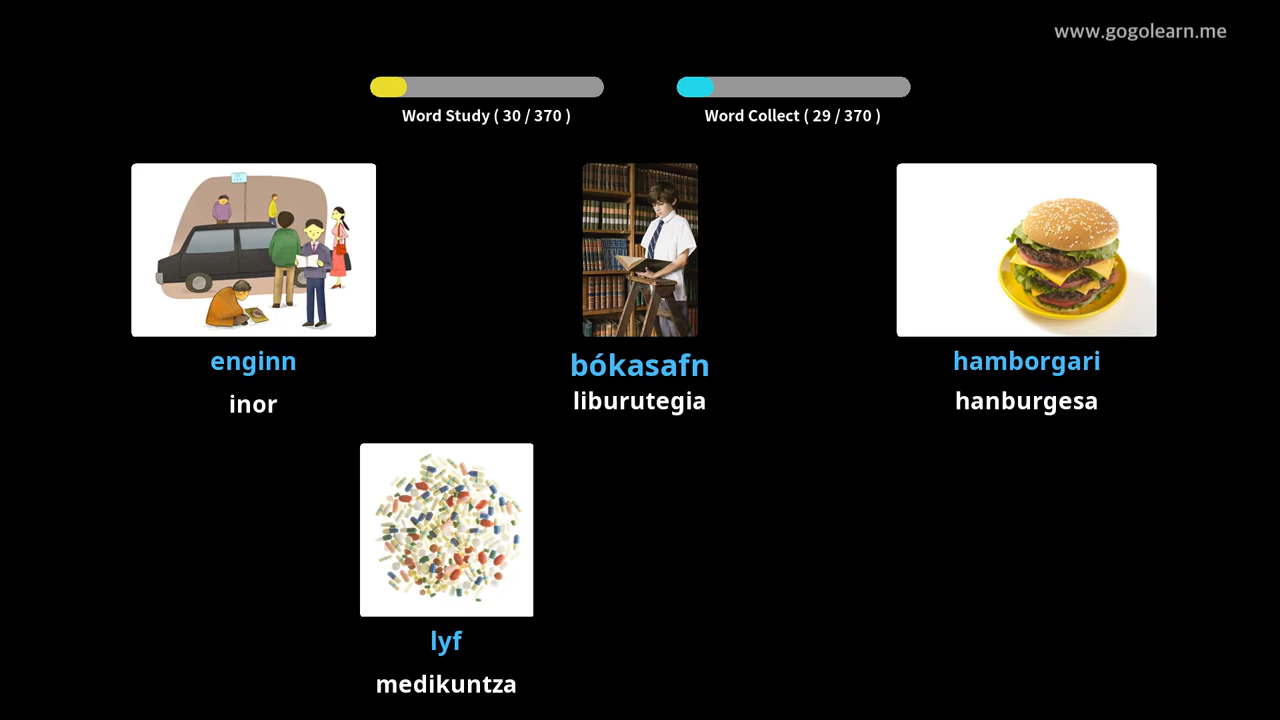 www.gogolearn.me
Word Study ( 30 / 370 )
Word Collect ( 29 / 370 )
enginn
inor
bókasafn
liburutegia
hamborgari
hanburgesa
lyf
medikuntza